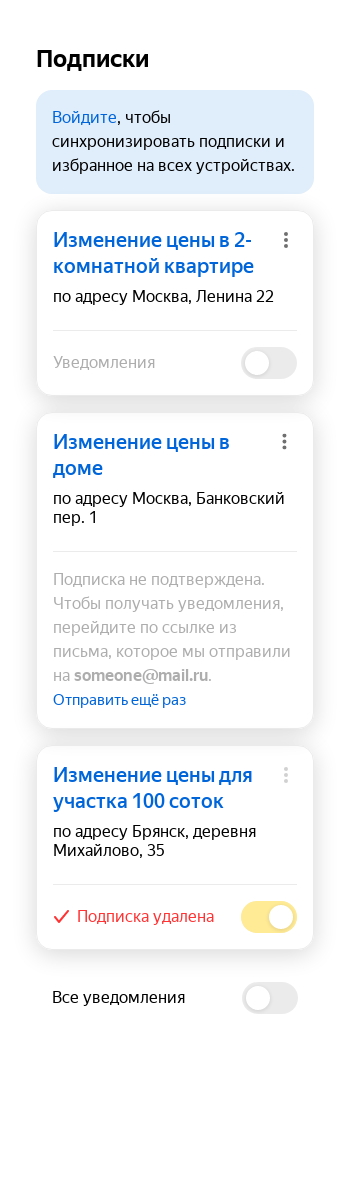 Подписки
Войдите, чтобы
синхронизировать подписки и
избранное на всех устройствах.
Изменение цены в 2-
комнатной квартире
по адресу Москва, Ленина 22
Уведомления
Изменение цены в
доме
по адресу Москва, Банковский
пер. 1
Подписка не подтверждена.
Чтобы получать уведомления,
перейдите по ссылке из
письма, которое мы отправили
на someone@mail.ru.
Отправить ещё раз
Изменение цены для
участка 100 соток
по адресу Брянск, деревня
Михайлово, 35
Подписка удалена
Все уведомления